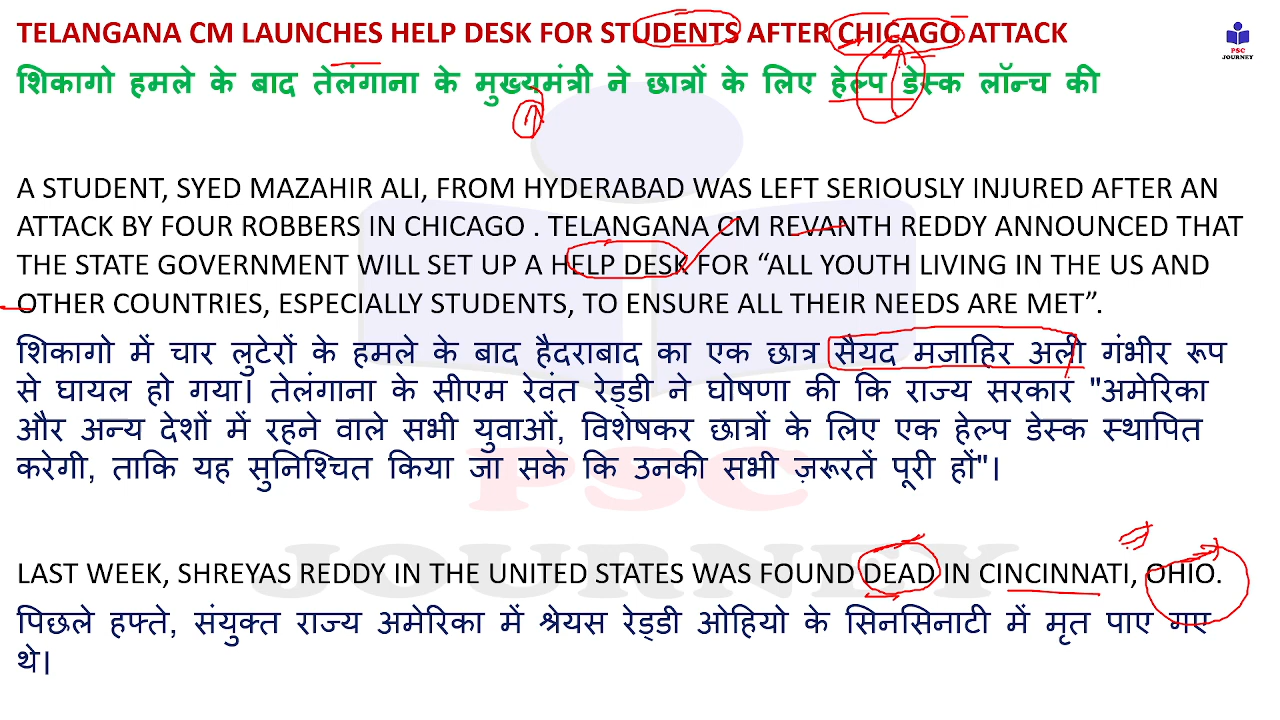 TELANGANA CM LAUNCHES HELP DESK FOR STUDENTS AFTER CHICAGO ATTACK
PSC
JOURNEY
शिकागो हमले के बाद तेलंगाना के मुख्यमंत्री ने छात्रों के लिए हेल्प डेस्क लॉन्च की
A STUDENT, SYED MAZAHIR ALI, FROM HYDERABAD WAS LEFT SERIOUSLY INJURED AFTER AN
ATTACK BY FOUR ROBBERS IN CHICAGO . TELANGANA CM REVANTH REDDY ANNOUNCED THAT
THE STATE GOVERNMENT WILL SET UP A HELP DESK FOR “ALL YOUTH LIVING IN THE US AND
OTHER COUNTRIES, ESPECIALLY STUDENTS, TO ENSURE ALL THEIR NEEDS ARE MET”.
शिकागो में चार लुटेरों के हमले के बाद हैदराबाद का एक छात्र सैयद मजाहिर अली गंभीर रूप
से घायल हो गया। तेलंगाना के सीएम रेवंत रेड्डी ने घोषणा की कि राज्य सरकार "अमेरिका
और अन्य देशों में रहने वाले सभी युवाओं, विशेषकर छात्रों के लिए एक हेल्प डेस्क स्थापित
करेगी, ताकि यह सुनिश्चित किया जा सके कि उनकी सभी ज़रूरतें पूरी हों"।
PSC
JOURNEY
LAST WEEK, SHREYAS REDDY IN THE UNITED STATES WAS FOUND DEAD IN CINCINNATI, OHIO.
पिछले हफ्ते, संयुक्त राज्य अमेरिका में श्रेयस रेड्डी ओहियो के सिनसिनाटी में मृत पाए गए
थे।